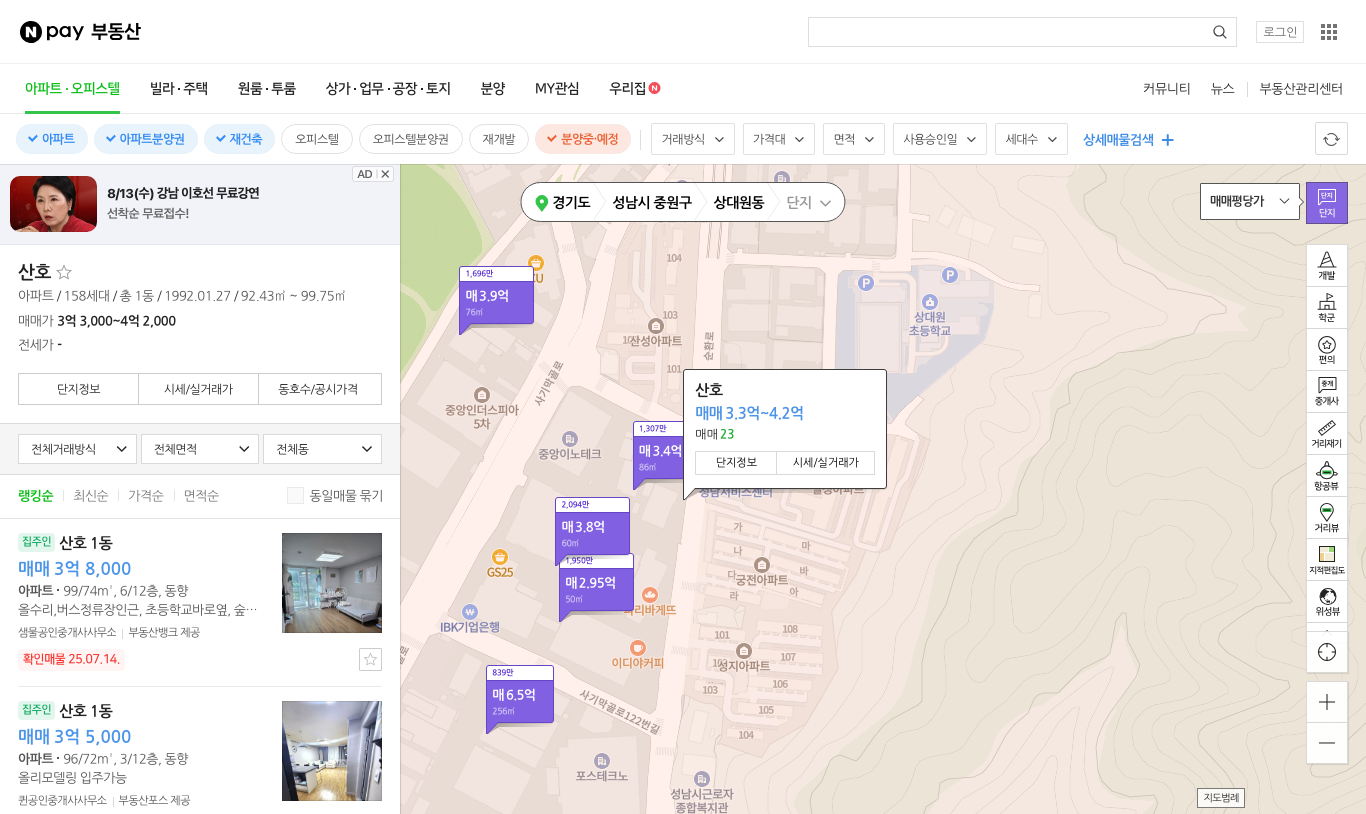 N pay 부동산
로그인
아파트·오피스텔
빌라·주택
원룸·투룸
상가·업무·공장·토지
분양
MY관심
우리집 N
커뮤니티
뉴스
부동산관리센터
아파트
아파트분양권
재건축
오피스텔
오피스텔분양권
재개발
분양중·예정
거래방식
가격대
면적
사용승인일
세대수
상세매물검색
AD
8/13(수) 강남 이호선 무료강연
선착순 무료접수!
산호
아파트 / 158세대 / 총 1동 / 1992.01.27 / 92.43㎡ ~ 99.75㎡
매매가 3억 3,000~4억 2,000
전세가 -
단지정보
시세/실거래가
동호수/공시가격
전체거래방식
전체면적
전체동
랭킹순
최신순
가격순
면적순
동일매물 묶기
집주인 산호 1동
매매 3억 8,000
아파트 · 99/74m², 6/12층, 동향
올수리,버스정류장인근, 초등학교바로옆, 숲…
샘물공인중개사사무소 | 부동산뱅크 제공
확인매물 25.07.14.
집주인 산호 1동
매매 3억 5,000
아파트 · 96/72m², 3/12층, 동향
올리모델링 입주가능
퀸공인중개사사무소 | 부동산포스 제공
경기도
성남시 중원구
상대원동
단지
매매평당가
단지
단지
개발
학군
편의
중개
중개사
거리재기
항공뷰
거리뷰
지적편집도
위성뷰
지도범례
1,696만
매 3.9억
76㎡
104
103
잔성아파트
101
순환로
P
P
상대원
초등학교
사기막골로
중앙인더스피아
5차
중앙이노테크
1,307만
매 3.4억
86㎡
산호
매매 3.3억~4.2억
매매 23
단지정보
시세/실거래가
성남서비스센터
2,094만
매 3.8억
60㎡
1,950만
매 2.95억
50㎡
가
나
다
라
마
바
마
궁전아파트
GS25
IBK기업은행
파리바게뜨
이디야커피
101
108
107
성지아파트
106
103
105
104
839만
매 6.5억
256㎡
사기막골로122번길
포스테크노
성남시근로자
종합복지관